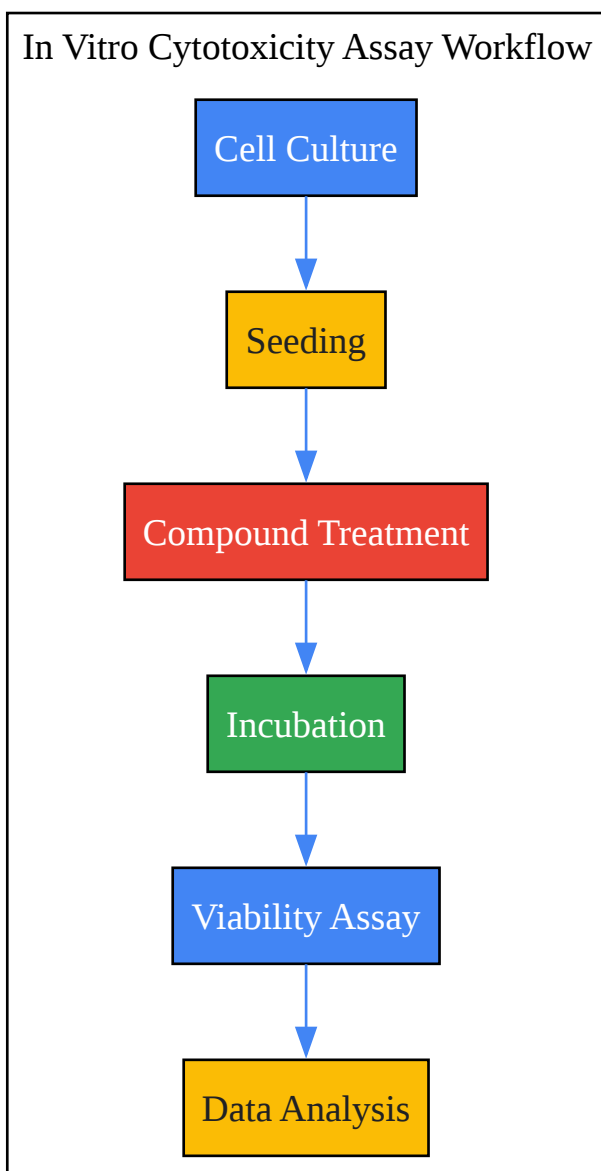 In Vitro Cytotoxicity Assay Workflow
Cell Culture
Seeding
Compound Treatment
Incubation
Viability Assay
Data Analysis